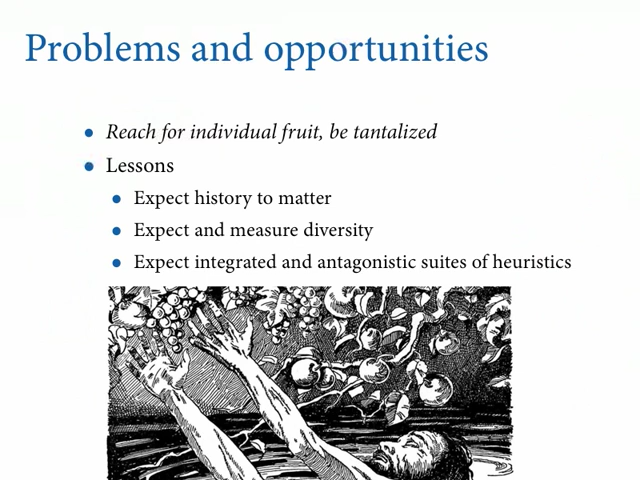 Problems and opportunities
Reach for individual fruit, be tantalized
Lessons
Expect history to matter
Expect and measure diversity
Expect integrated and antagonistic suites of heuristics